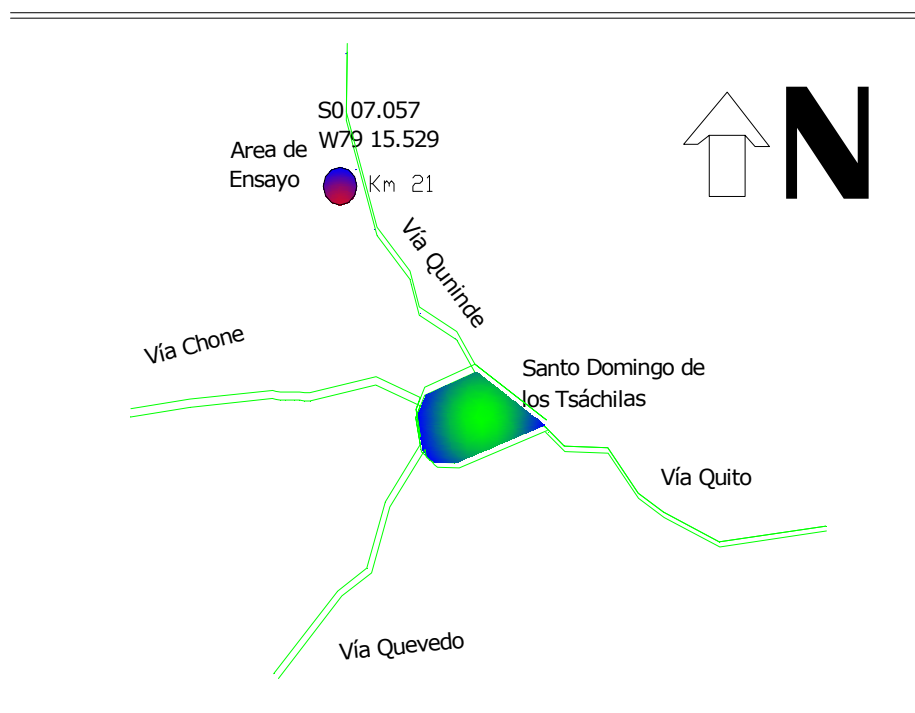 S0 07.057
W79 15.529
Area de
Ensayo
Km 21
N
Vía Quninde
Vía Chone
Santo Domingo de
los Tsáchilas
Vía Quito
Vía Quevedo